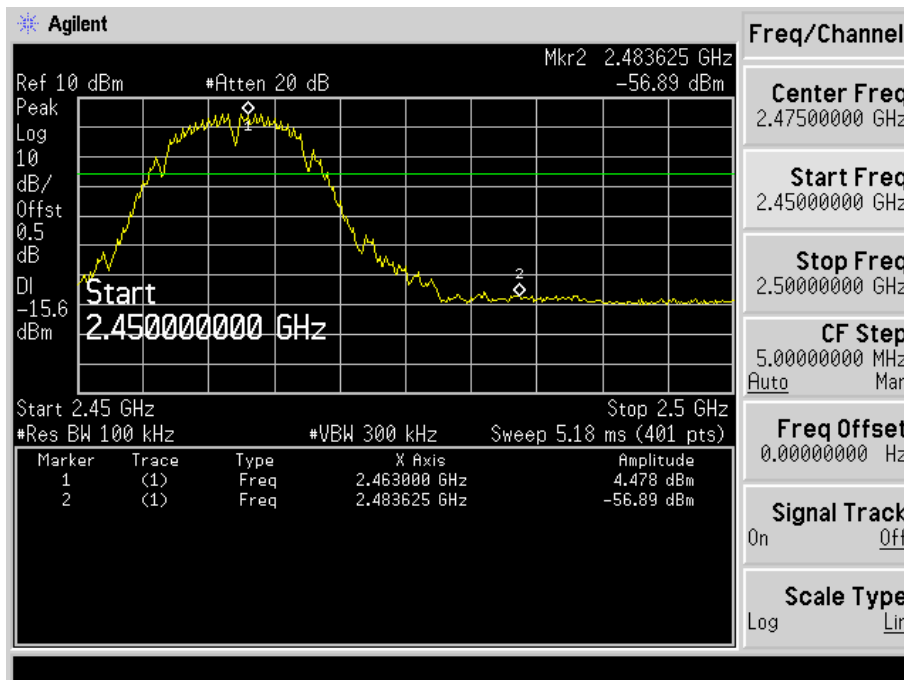 Agilent
Mkr2 2.483625 GHz
Ref 10 dBm #Atten 20 dB -56.89 dBm
Peak
Log
10
dB/
Offst
0.5
dB
DI
-15.6
dBm
1
2
Start
2.450000000 GHz
Start 2.45 GHz Stop 2.5 GHz
#Res BW 100 kHz #VBW 300 kHz Sweep 5.18 ms (401 pts)
Marker Trace Type X Axis Amplitude
1 (1) Freq 2.463000 GHz 4.478 dBm
2 (1) Freq 2.483625 GHz -56.89 dBm
Freq/Channel
Center Freq
2.47500000 GHz
Start Freq
2.45000000 GHz
Stop Freq
2.50000000 GHz
CF Step
5.00000000 MHz
Auto Man
Freq Offset
0.00000000 Hz
Signal Track
On Off
Scale Type
Log Lin